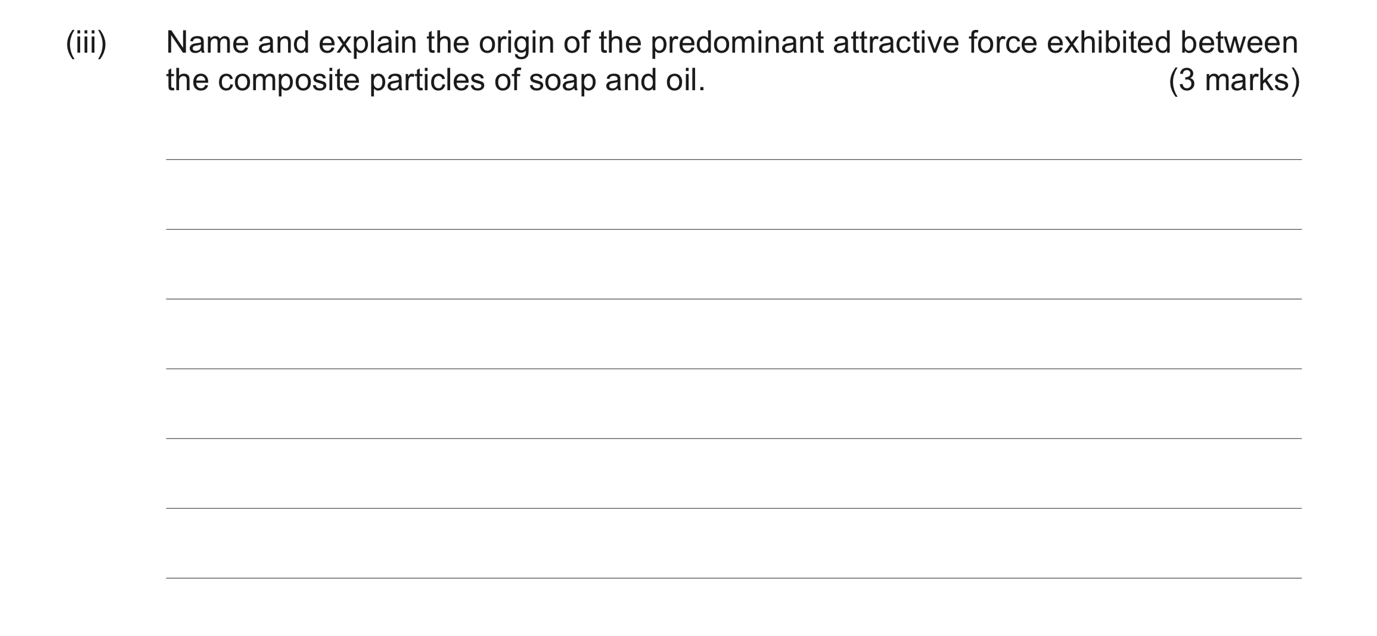 (iii) Name and explain the origin of the predominant attractive force exhibited between
the composite particles of soap and oil. (3 marks)